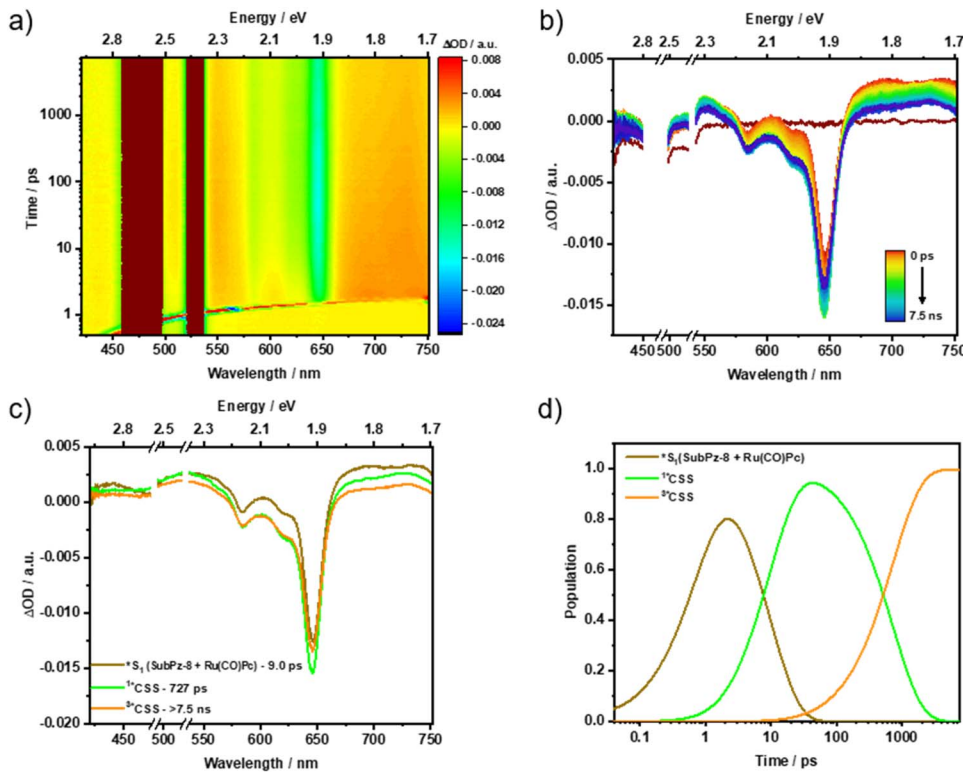 a)
Energy / eV
2.8 2.5 2.3 2.1 1.9 1.8 1.7
ΔOD / a.u.
0.008
0.004
0.000
-0.004
-0.008
-0.012
-0.016
-0.020
-0.024
1000
100
10
1
Time / ps
450 500 550 600 650 700 750
Wavelength / nm
b)
Energy / eV
2.8 2.5 2.3 2.1 1.9 1.8 1.7
0.005
0.000
-0.005
-0.010
-0.015
ΔOD / a.u.
0 ps
7.5 ns
450 500 550 600 650 700 750
Wavelength / nm
c)
Energy / eV
2.8 2.5 2.3 2.1 1.9 1.8 1.7
0.005
0.000
-0.005
-0.010
-0.015
-0.020
ΔOD / a.u.
*S₁ (SubPz-8 + Ru(CO)Pc) - 9.0 ps
¹*CSS - 727 ps
³*CSS - >7.5 ns
450 500 550 600 650 700 750
Wavelength / nm
d)
*S₁(SubPz-8 + Ru(CO)Pc)
¹*CSS
³*CSS
1.0
0.8
0.6
0.4
0.2
0.0
Population
0.1 1 10 100 1000
Time / ps